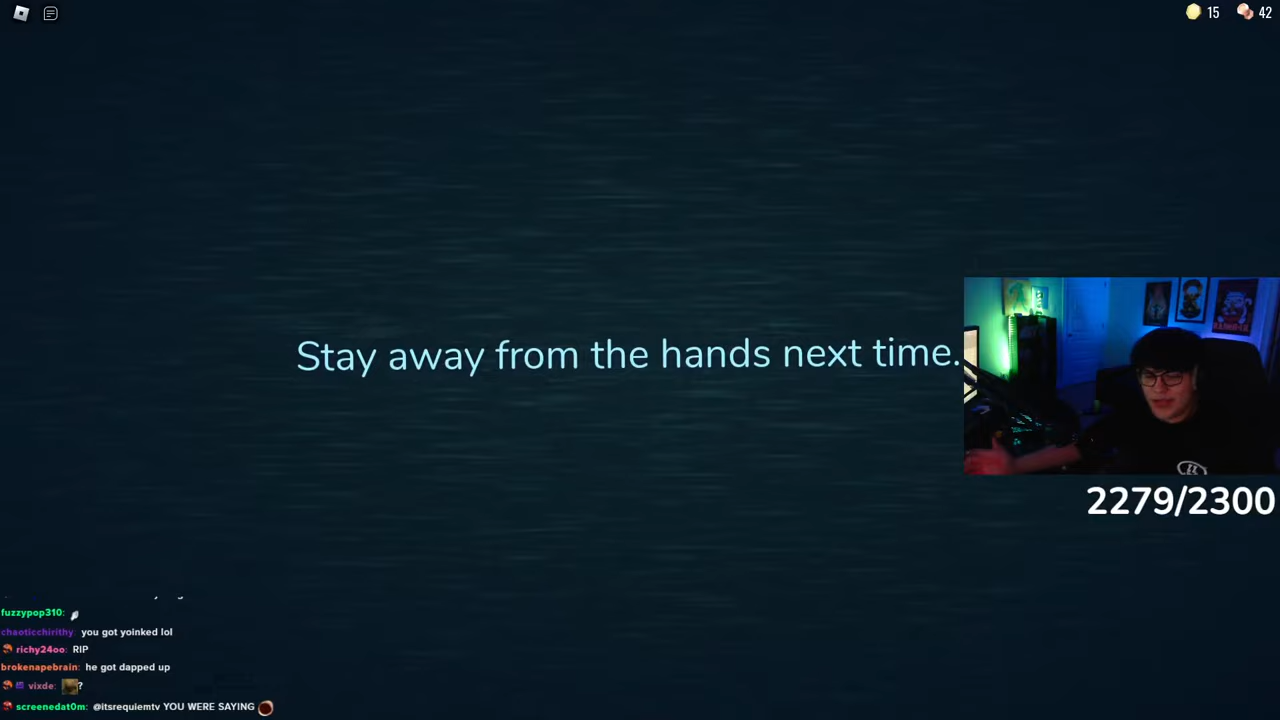 15 42
Stay away from the hands next time.
2279/2300
fuzzypop310:
chaoticchirithy: you got yoinked lol
richy24oo: RIP
brokenapebrain: he got dapped up
vixde: ?
screenedat0m: @itsrequiemtv YOU WERE SAYING